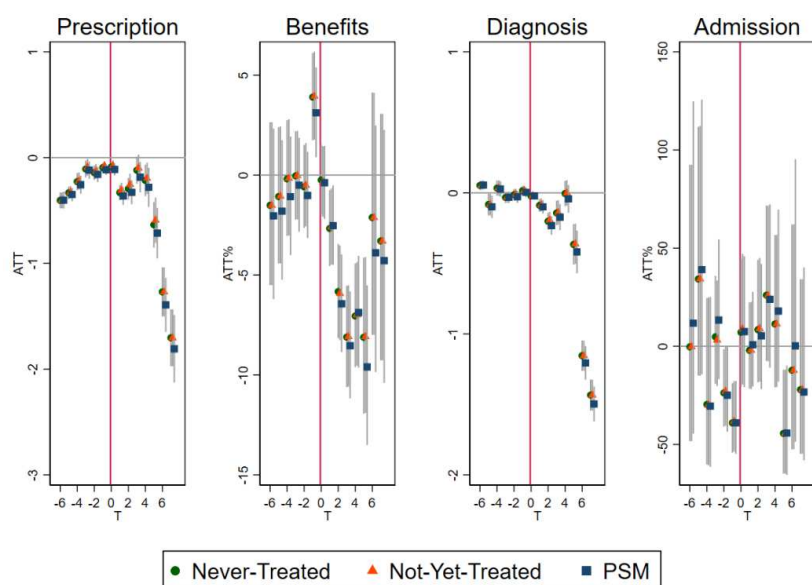 Prescription
1
0
-1
-2
-3
ATT
-6 -4 -2 0 2 4 6
T
Benefits
5
0
-5
-10
-15
ATT%
-6 -4 -2 0 2 4 6
T
Diagnosis
1
0
-1
-2
ATT
-6 -4 -2 0 2 4 6
T
Admission
150
100
50
0
-50
ATT%
-6 -4 -2 0 2 4 6
T
Never-Treated Not-Yet-Treated PSM